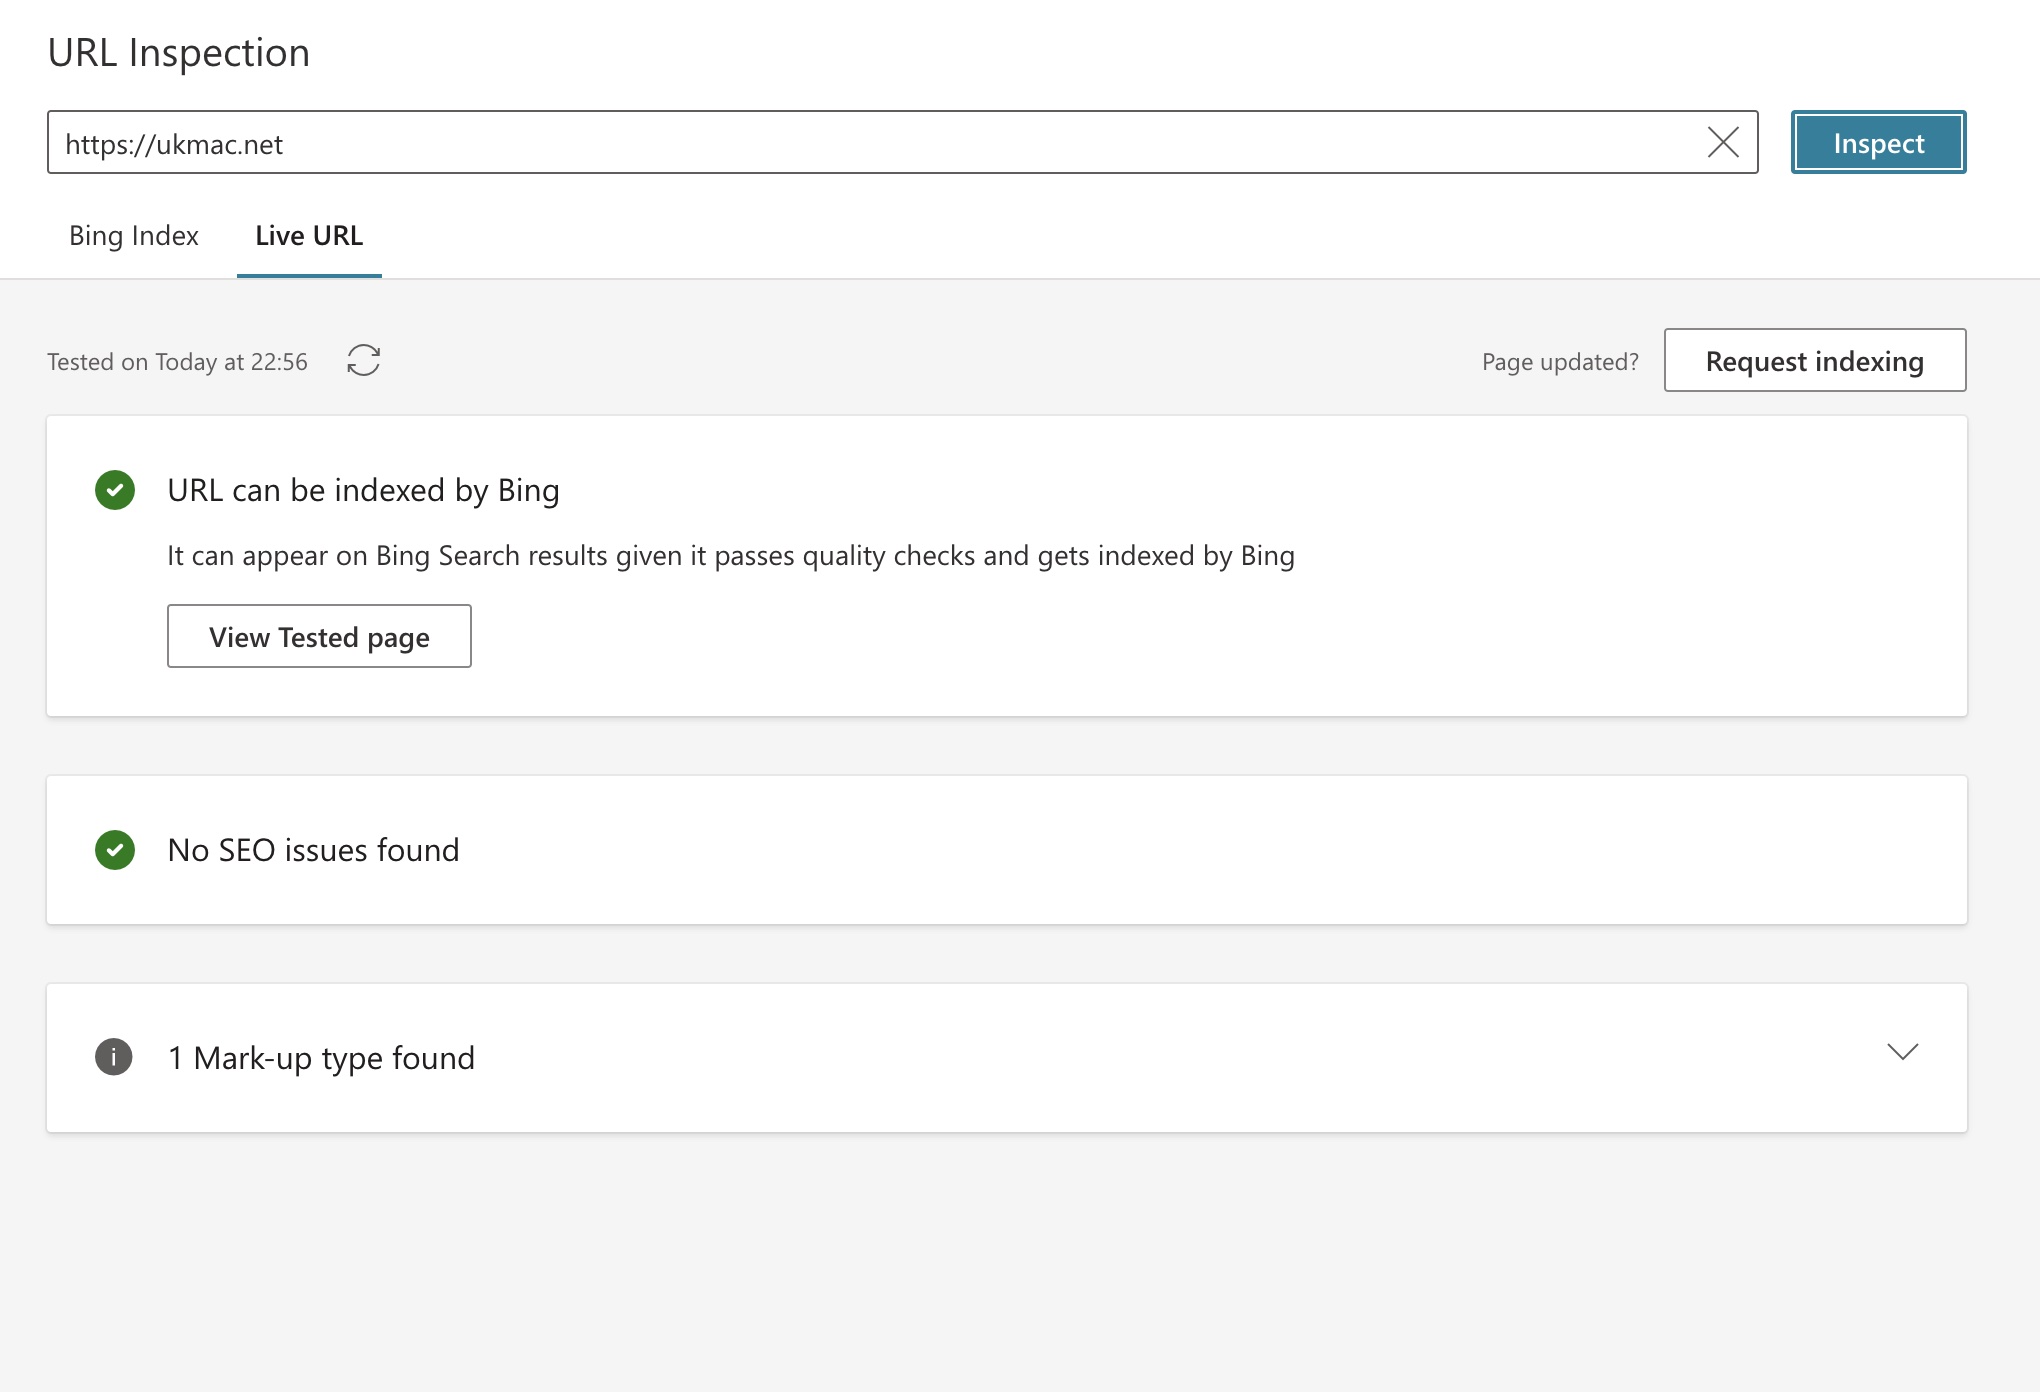 URL Inspection
https://ukmac.net
Inspect
Bing Index
Live URL
Tested on Today at 22:56
Page updated?
Request indexing
URL can be indexed by Bing
It can appear on Bing Search results given it passes quality checks and gets indexed by Bing
View Tested page
No SEO issues found
1 Mark-up type found